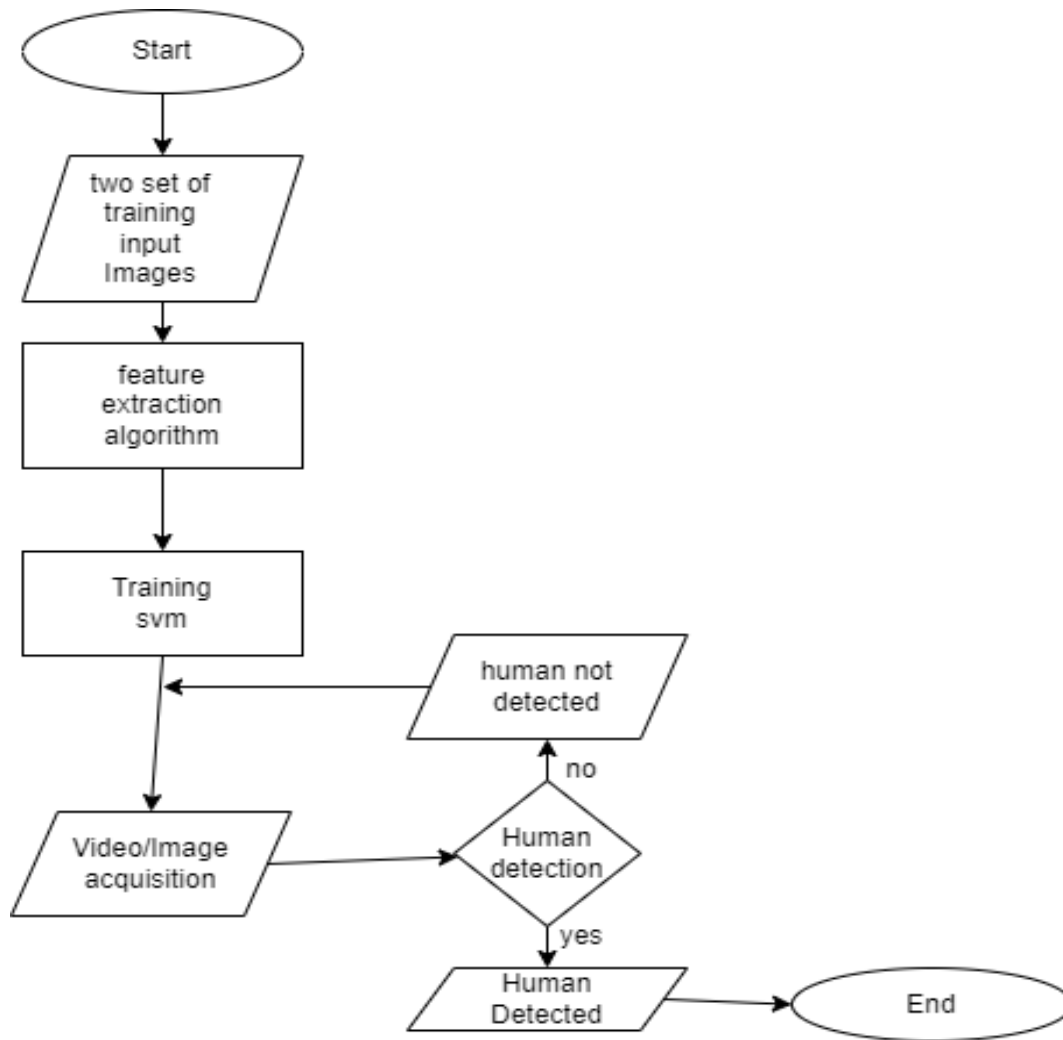 Start
two set of
training
input
Images
feature
extraction
algorithm
Training
svm
human not
detected
no
Video/Image
acquisition
Human
detection
yes
Human
Detected
End